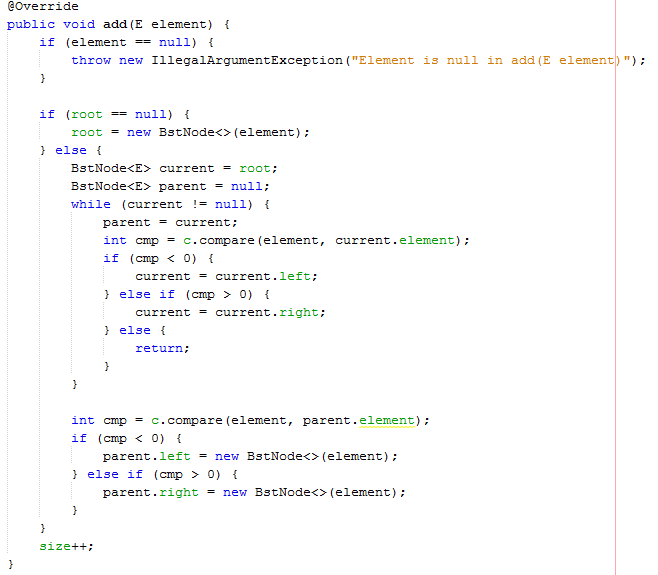 @Override
public void add(E element) {
    if (element == null) {
        throw new IllegalArgumentException("Element is null in add(E element)");
    }

    if (root == null) {
        root = new BstNode<>(element);
    } else {
        BstNode<E> current = root;
        BstNode<E> parent = null;
        while (current != null) {
            parent = current;
            int cmp = c.compare(element, current.element);
            if (cmp < 0) {
                current = current.left;
            } else if (cmp > 0) {
                current = current.right;
            } else {
                return;
            }
        }

        int cmp = c.compare(element, parent.element);
        if (cmp < 0) {
            parent.left = new BstNode<>(element);
        } else if (cmp > 0) {
            parent.right = new BstNode<>(element);
        }
    }
    size++;
}